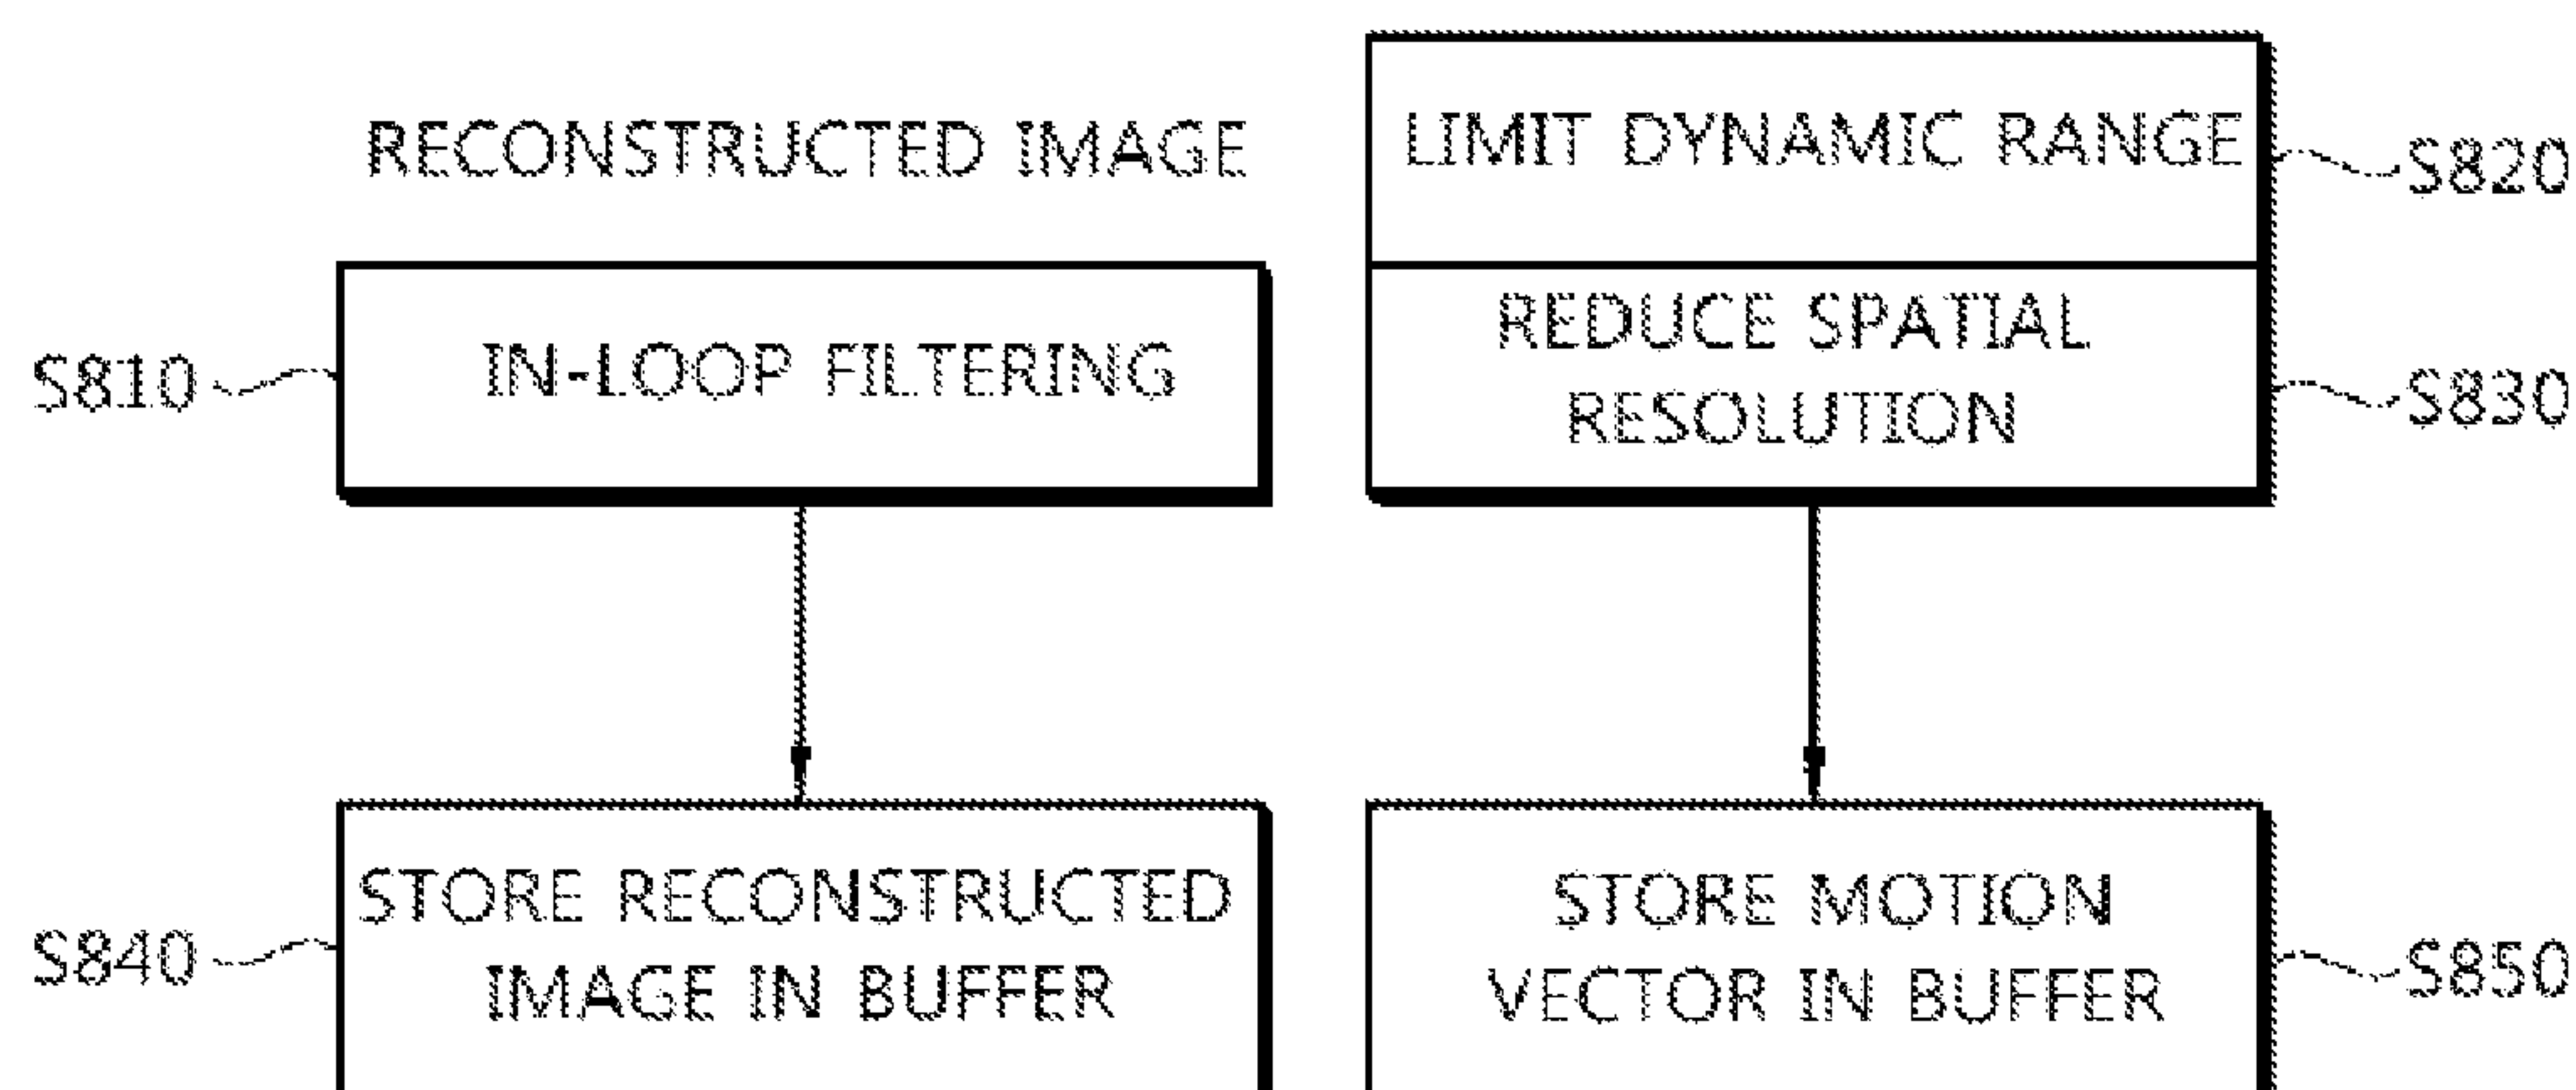 RECONSTRUCTED IMAGE
S810
IN-LOOP FILTERING
LIMIT DYNAMIC RANGE
S820
REDUCE SPATIAL
RESOLUTION
S830
S840
STORE RECONSTRUCTED
IMAGE IN BUFFER
STORE MOTION
VECTOR IN BUFFER
S850